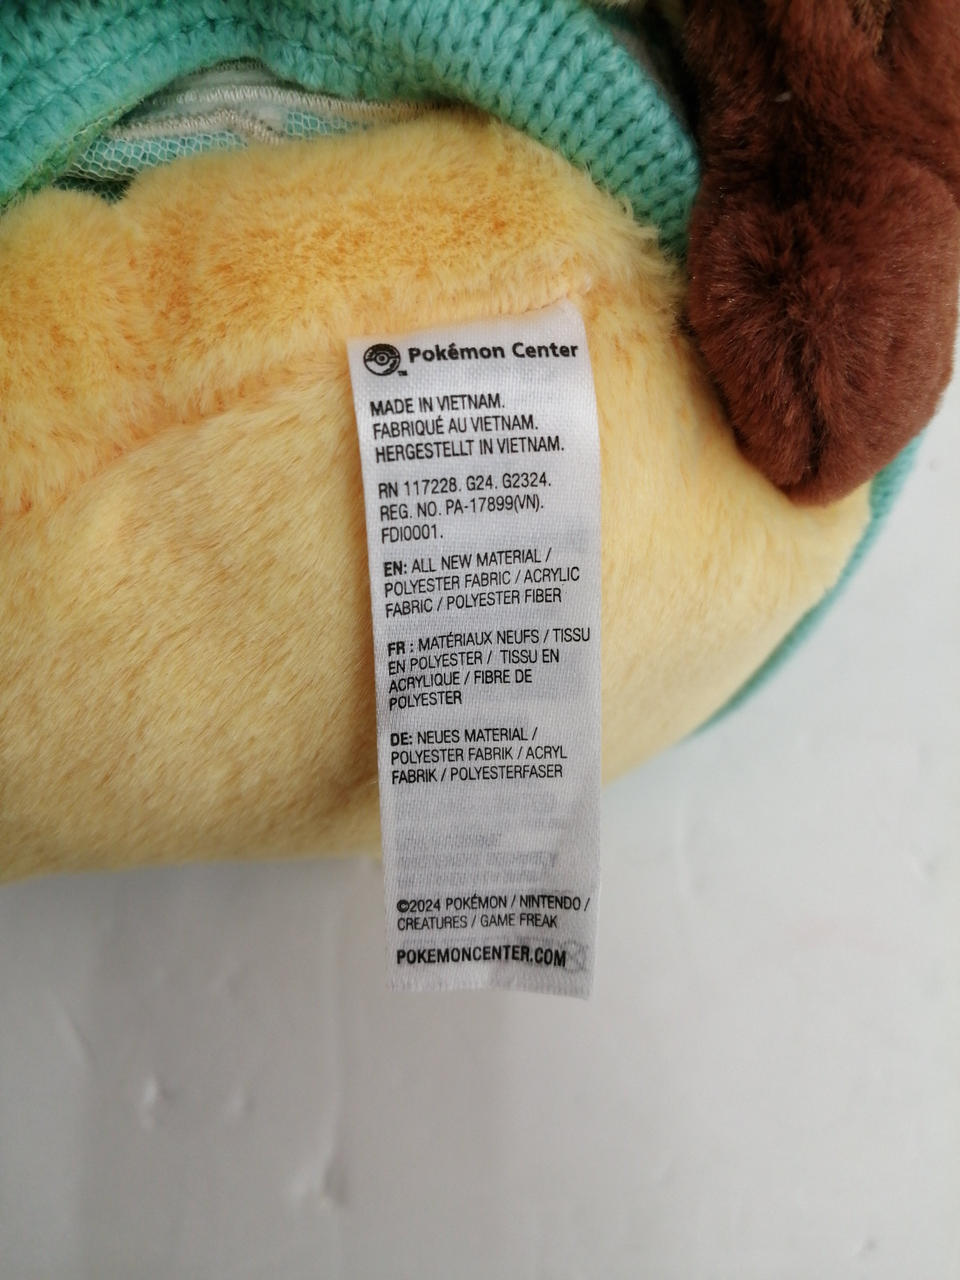 Pokémon Center
TM
MADE IN VIETNAM.
FABRIQUÉ AU VIETNAM.
HERGESTELLT IN VIETNAM.
RN 117228. G24. G2324.
REG. NO. PA-17899(VN).
FDI0001.
EN: ALL NEW MATERIAL /
POLYESTER FABRIC / ACRYLIC
FABRIC / POLYESTER FIBER
FR : MATÉRIAUX NEUFS / TISSU
EN POLYESTER / TISSU EN
ACRYLIQUE / FIBRE DE
POLYESTER
DE: NEUES MATERIAL /
POLYESTER FABRIK / ACRYL
FABRIK / POLYESTERFASER
©2024 POKÉMON / NINTENDO /
CREATURES / GAME FREAK
POKEMONCENTER.COM